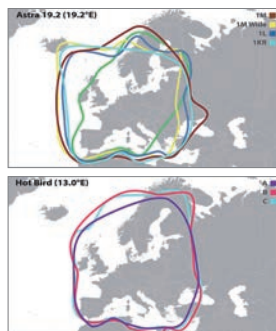 Astra 19.2 (19.2°E)
1M
1M Wide
1L
1KR
Hot Bird (13.0°E)
A
B
C